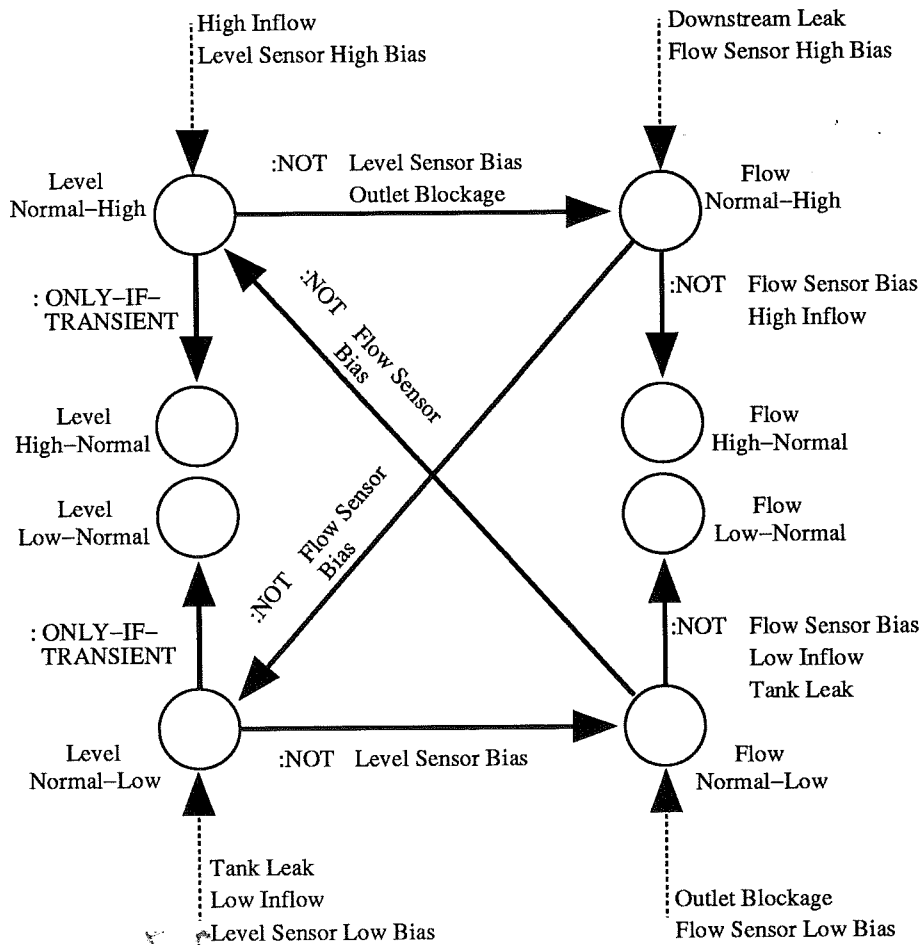 High Inflow
Level Sensor High Bias
Downstream Leak
Flow Sensor High Bias
Level
Normal–High
:NOT Level Sensor Bias
Outlet Blockage
Flow
Normal–High
: ONLY–IF–
TRANSIENT
:NOT Flow Sensor
Bias
:NOT Flow Sensor Bias
High Inflow
Level
High–Normal
Flow
High–Normal
Level
Low–Normal
Flow
Low–Normal
:NOT Flow Sensor
Bias
: ONLY–IF–
TRANSIENT
:NOT Flow Sensor Bias
Low Inflow
Tank Leak
Level
Normal–Low
:NOT Level Sensor Bias
Flow
Normal–Low
Tank Leak
Low Inflow
Level Sensor Low Bias
Outlet Blockage
Flow Sensor Low Bias